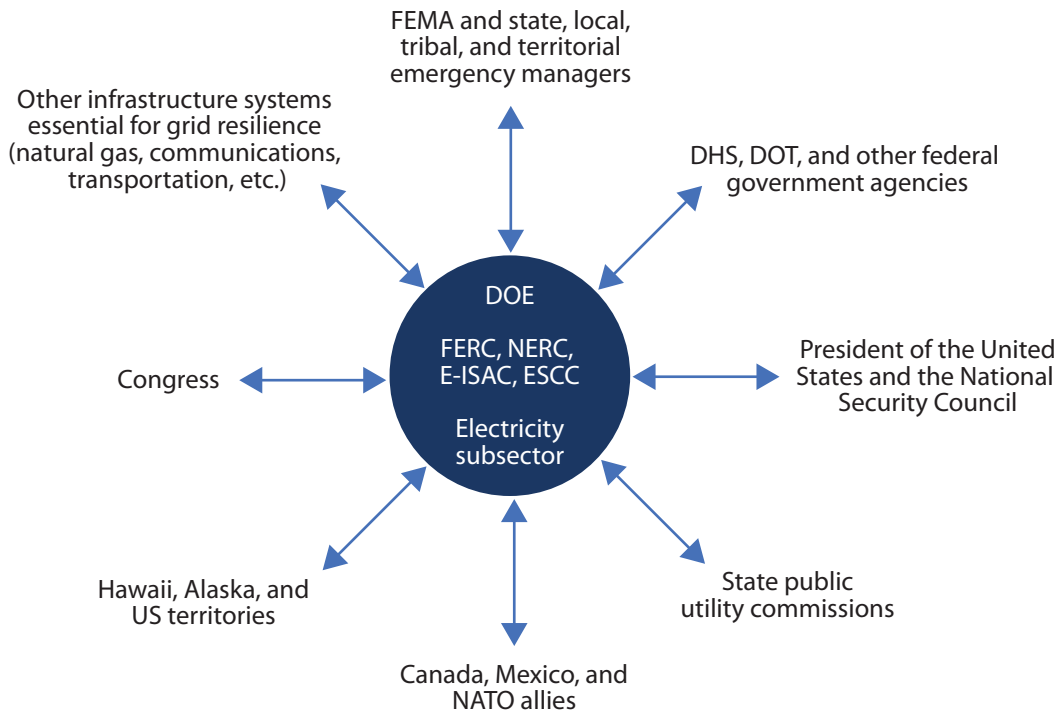 FEMA and state, local,
tribal, and territorial
emergency managers
Other infrastructure systems
essential for grid resilience
(natural gas, communications,
transportation, etc.)
DHS, DOT, and other federal
government agencies
DOE
FERC, NERC,
E-ISAC, ESCC
Electricity
subsector
Congress
President of the United
States and the National
Security Council
Hawaii, Alaska, and
US territories
State public
utility commissions
Canada, Mexico, and
NATO allies